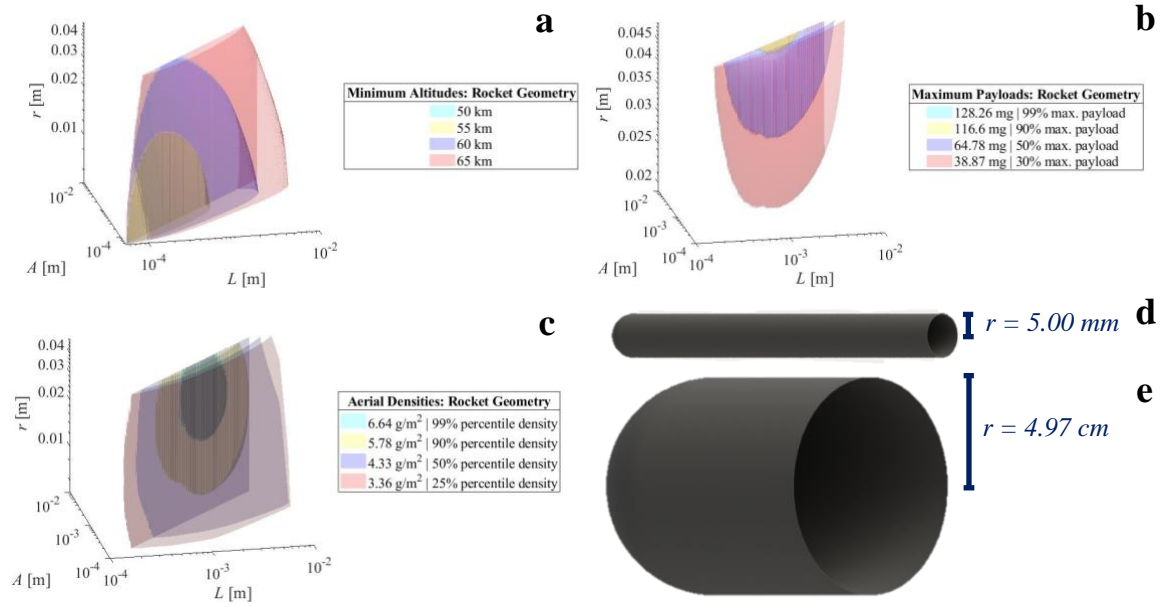 a
0.04
0.03
0.02
0.01
r [m]
10-2
10-4
A [m]
10-4
10-2
L [m]
Minimum Altitudes: Rocket Geometry
50 km
55 km
60 km
65 km
b
0.045
0.04
0.035
0.03
0.025
0.02
r [m]
10-2
10-3
10-4
A [m]
10-4
10-3
10-2
L [m]
Maximum Payloads: Rocket Geometry
128.26 mg | 99% max. payload
116.6 mg | 90% max. payload
64.78 mg | 50% max. payload
38.87 mg | 30% max. payload
c
0.04
0.03
0.02
0.01
r [m]
10-2
10-3
10-4
A [m]
10-4
10-3
10-2
L [m]
Aerial Densities: Rocket Geometry
6.64 g/m2 | 99% percentile density
5.78 g/m2 | 90% percentile density
4.33 g/m2 | 50% percentile density
3.36 g/m2 | 25% percentile density
d
r = 5.00 mm
e
r = 4.97 cm